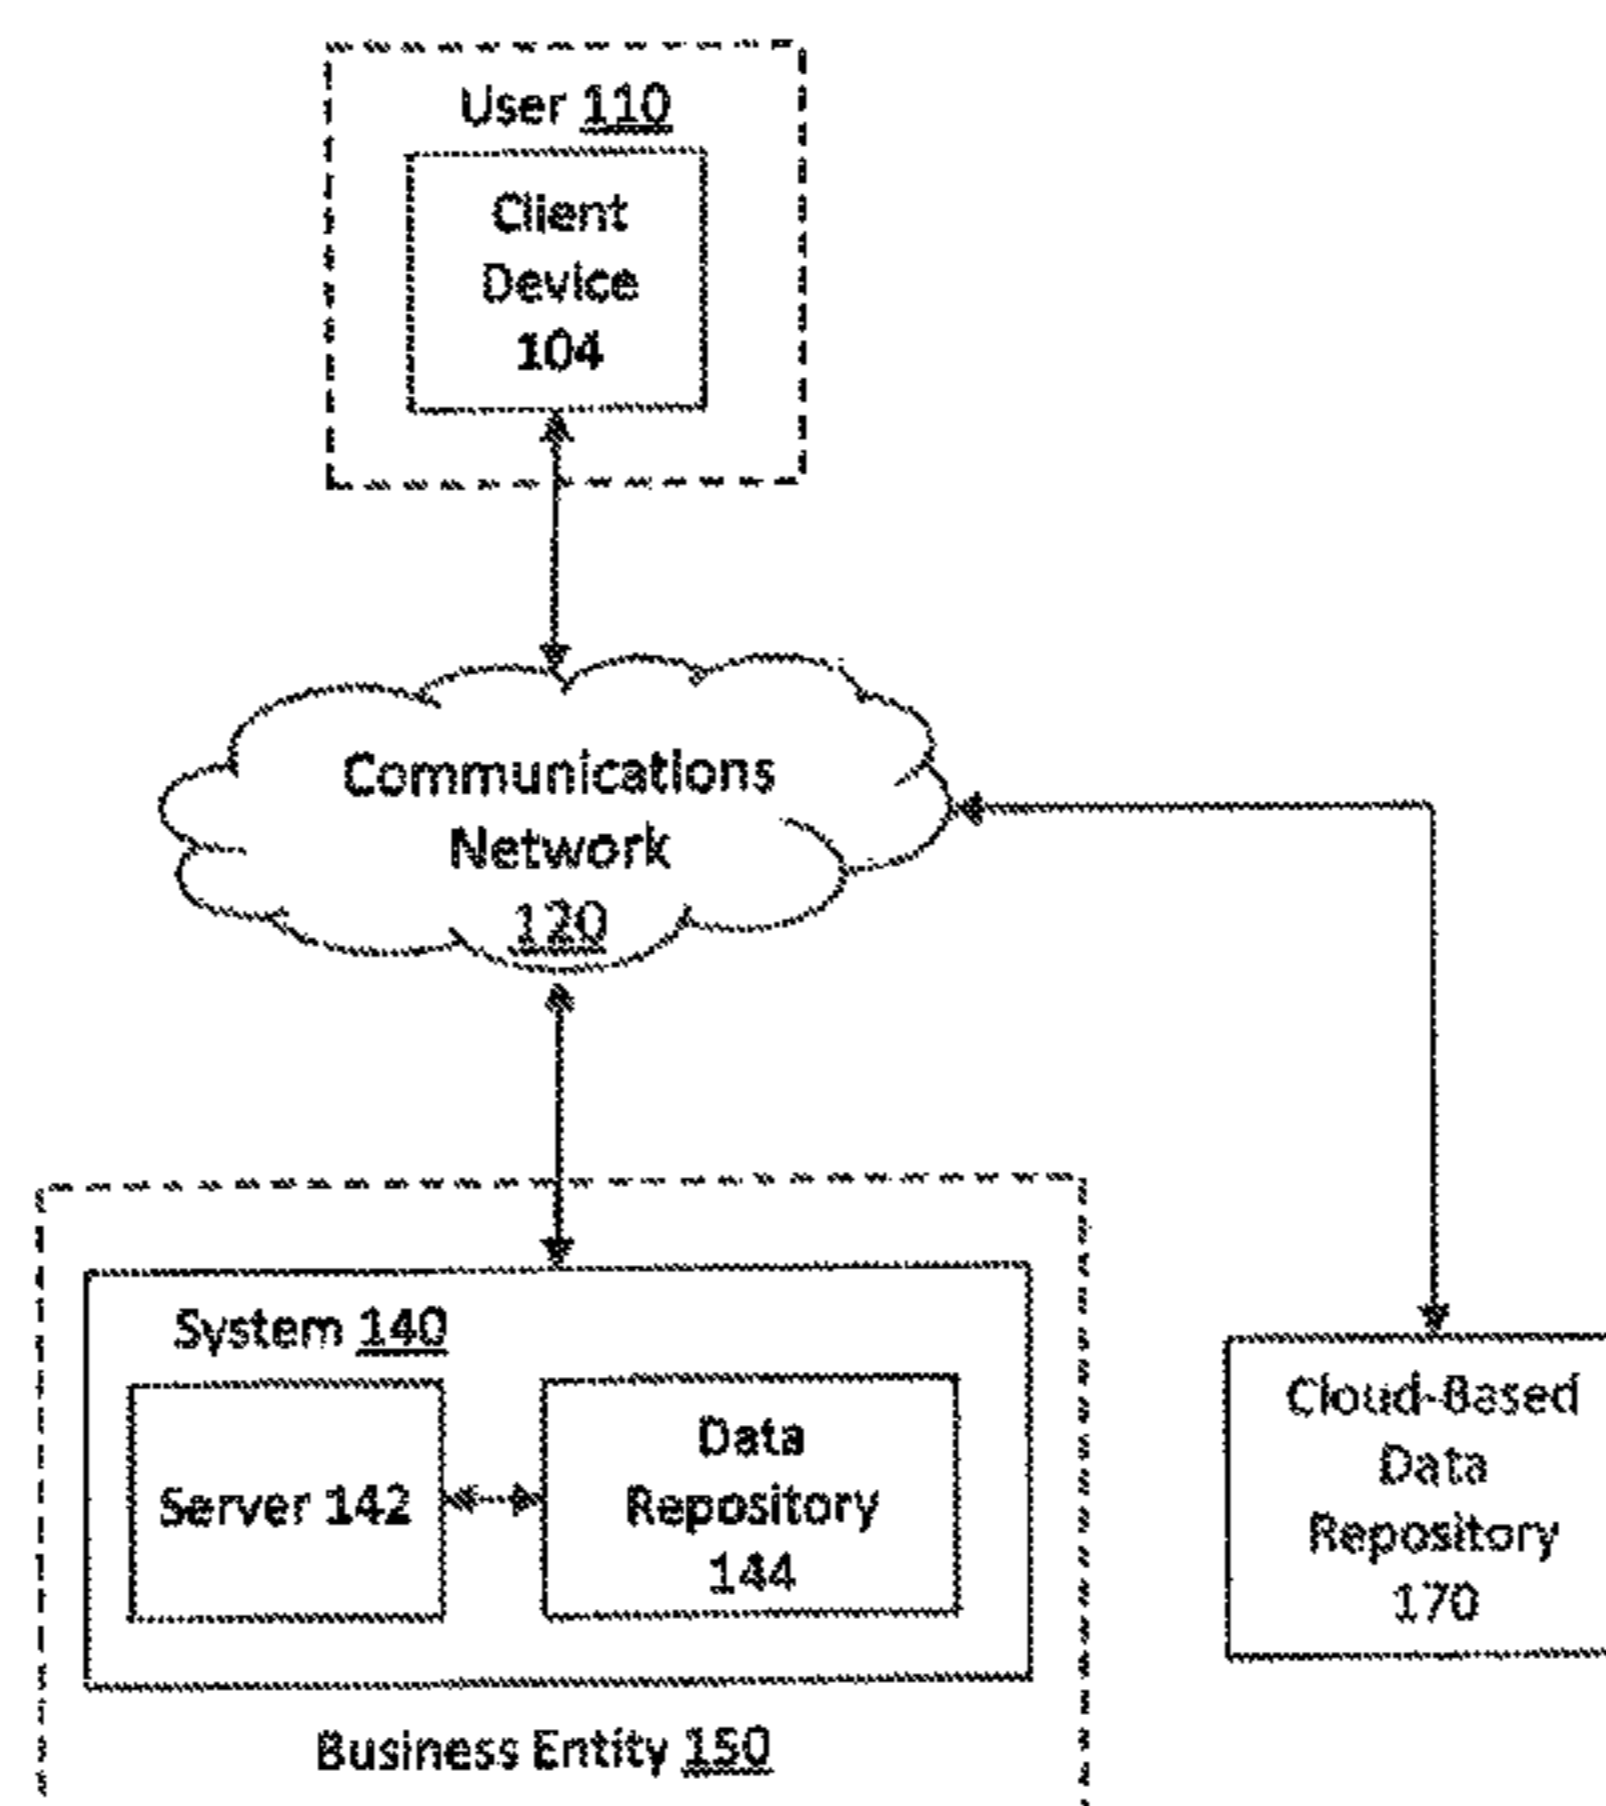 User 110
Client
Device
104
Communications
Network
120
System 140
Server 142
Data
Repository
144
Business Entity 150
Cloud-Based
Data
Repository
170